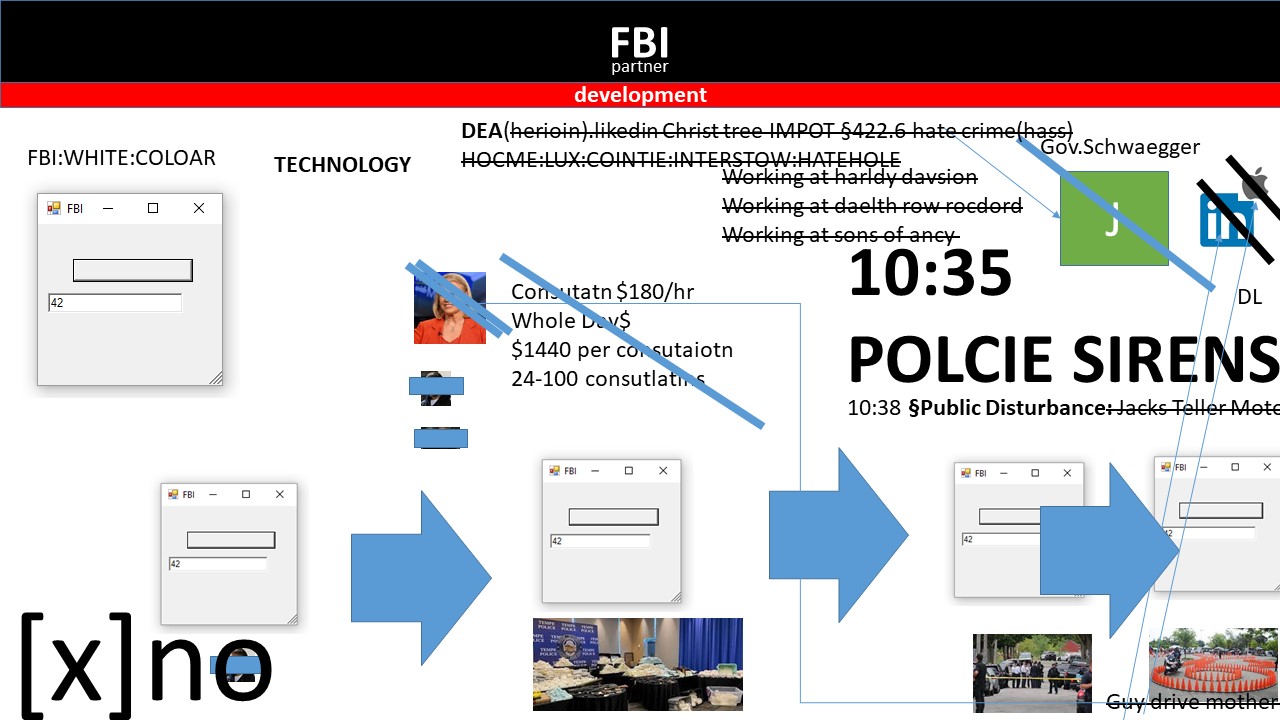 FBI
partner
development
DEA(herioin).likedin Christ tree IMPOT §422.6 hate crime(hass)
HOCME:LUX:COINTIE:INTERSTOW:HATEHOLE
Gov.Schwaegger
FBI:WHITE:COLOAR
TECHNOLOGY
Working at harldy davsion
Working at daelth row rocdord
Working at sons of ancy
FBI
42
J
in
10:35
DL
Consutatn $180/hr
Whole Day$
$1440 per consutaiotn
24-100 consutlatins
POLCIE SIRENS
10:38 §Public Disturbance: Jacks Teller Moto
FBI
42
FBI
42
FBI
42
FBI
42
[x]no
TEMPE POLICE
Guy drive mother